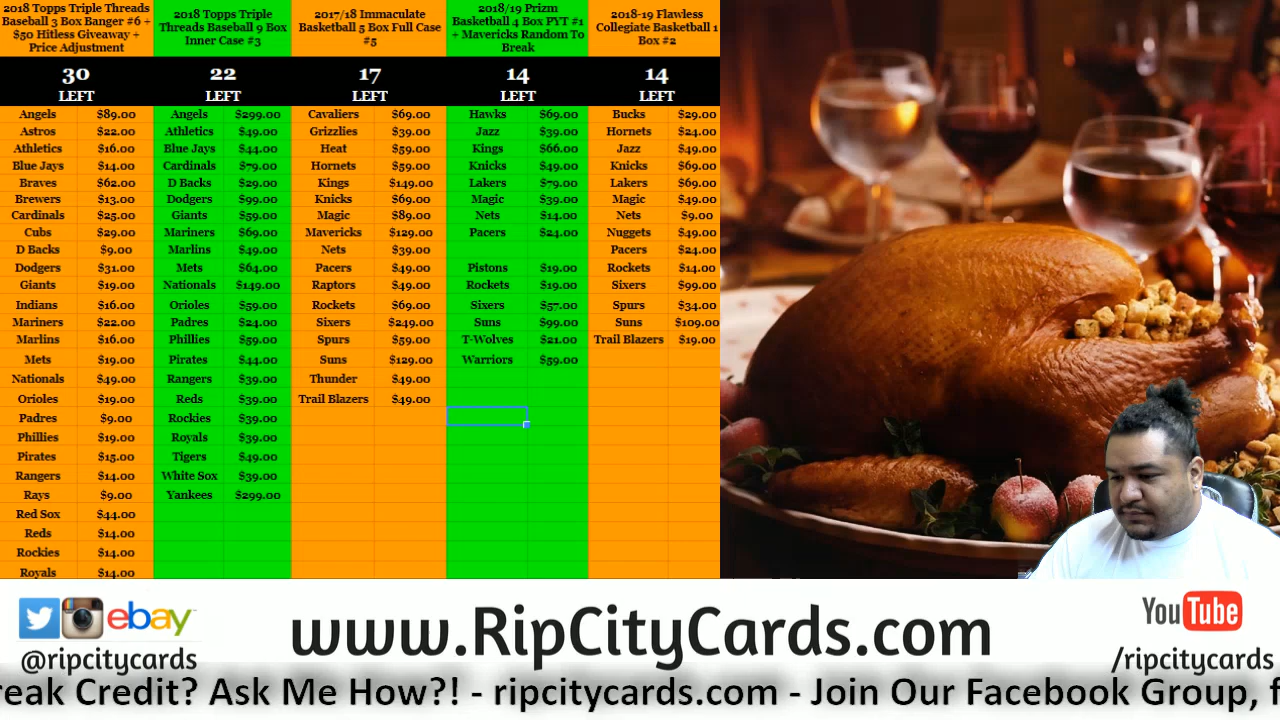 2018 Topps Triple Threads
Baseball 3 Box Banger #6 +
$50 Hitless Giveaway +
Price Adjustment
30
LEFT
Angels $89.00
Astros $22.00
Athletics $16.00
Blue Jays $14.00
Braves $62.00
Brewers $13.00
Cardinals $25.00
Cubs $29.00
D Backs $9.00
Dodgers $31.00
Giants $19.00
Indians $16.00
Mariners $22.00
Marlins $16.00
Mets $19.00
Nationals $49.00
Orioles $19.00
Padres $9.00
Phillies $19.00
Pirates $15.00
Rangers $14.00
Rays $9.00
Red Sox $44.00
Reds $14.00
Rockies $14.00
Royals $14.00
2018 Topps Triple
Threads Baseball 9 Box
Inner Case #3
22
LEFT
Angels $299.00
Athletics $49.00
Blue Jays $44.00
Cardinals $79.00
D Backs $29.00
Dodgers $99.00
Giants $59.00
Mariners $69.00
Marlins $49.00
Mets $64.00
Nationals $149.00
Orioles $59.00
Padres $24.00
Phillies $59.00
Pirates $44.00
Rangers $39.00
Reds $39.00
Rockies $39.00
Royals $39.00
Tigers $49.00
White Sox $39.00
Yankees $299.00
2017/18 Immaculate
Basketball 5 Box Full Case
#5
17
LEFT
Cavaliers $69.00
Grizzlies $39.00
Heat $59.00
Hornets $59.00
Kings $149.00
Knicks $69.00
Magic $89.00
Mavericks $129.00
Nets $39.00
Pacers $49.00
Raptors $49.00
Rockets $69.00
Sixers $249.00
Spurs $59.00
Suns $129.00
Thunder $49.00
Trail Blazers $49.00
2018/19 Prizm
Basketball 4 Box PYT #1
+ Mavericks Random To
Break
14
LEFT
Hawks $69.00
Jazz $39.00
Kings $66.00
Knicks $49.00
Lakers $79.00
Magic $39.00
Nets $14.00
Pacers $24.00
Pistons $19.00
Rockets $19.00
Sixers $57.00
Suns $99.00
T-Wolves $21.00
Warriors $59.00
2018-19 Flawless
Collegiate Basketball 1
Box #2
14
LEFT
Bucks $29.00
Hornets $24.00
Jazz $49.00
Knicks $69.00
Lakers $69.00
Magic $49.00
Nets $9.00
Nuggets $49.00
Pacers $24.00
Rockets $14.00
Sixers $99.00
Spurs $34.00
Suns $109.00
Trail Blazers $19.00
ebay
@ripcitycards
www.RipCityCards.com
YouTube
/ripcitycards
reak Credit? Ask Me How?! - ripcitycards.com - Join Our Facebook Group, f